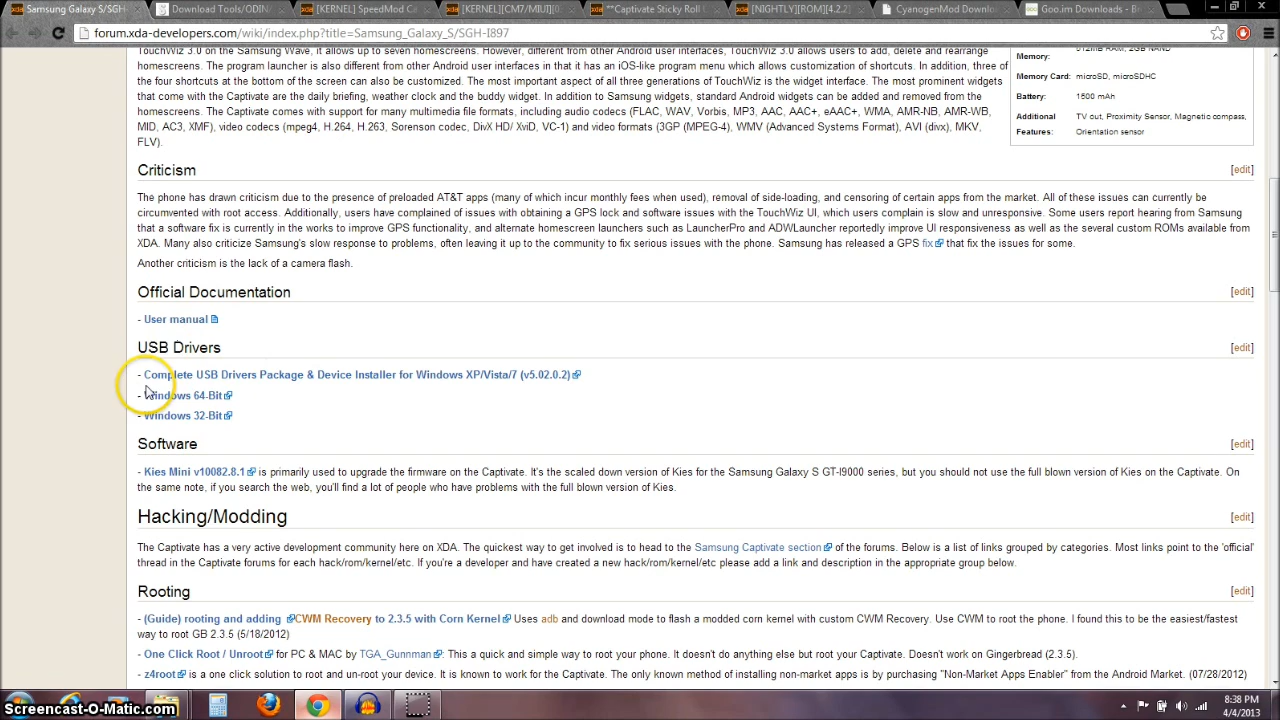 Samsung Galaxy S/SGH-
Download Tools/ODIN/
[KERNEL] SpeedMod Ca
[KERNEL][CM7/MIUI][0
**Captivate Sticky Roll U
[NIGHTLY][ROM][4.2.2]
CyanogenMod Downlo
Goo.im Downloads - Br
forum.xda-developers.com/wiki/index.php?title=Samsung_Galaxy_S/SGH-I897
TouchWiz 3.0 on the Samsung Wave, it allows up to seven homescreens. However, different from other Android user interfaces, TouchWiz 3.0 allows users to add, delete and rearrange
homescreens. The program launcher is also different from other Android user interfaces in that it has an iOS-like program menu which allows customization of shortcuts. In addition, three of
the four shortcuts at the bottom of the screen can also be customized. The most important aspect of all three generations of TouchWiz is the widget interface. The most prominent widgets
that come with the Captivate are the daily briefing, weather clock and the buddy widget. In addition to Samsung widgets, standard Android widgets can be added and removed from the
homescreens. The Captivate comes with support for many multimedia file formats, including audio codecs (FLAC, WAV, Vorbis, MP3, AAC, AAC+, eAAC+, WMA, AMR-NB, AMR-WB,
MID, AC3, XMF), video codecs (mpeg4, H.264, H.263, Sorenson codec, DivX HD/ XviD, VC-1) and video formats (3GP (MPEG-4), WMV (Advanced Systems Format), AVI (divx), MKV,
FLV).
512MB RAM, 2GB NAND
Memory:
Memory Card: microSD, microSDHC
Battery: 1500 mAh
Additional TV out, Proximity Sensor, Magnetic compass,
Features: Orientation sensor
Criticism [edit]
The phone has drawn criticism due to the presence of preloaded AT&T apps (many of which incur monthly fees when used), removal of side-loading, and censoring of certain apps from the market. All of these issues can currently be
circumvented with root access. Additionally, users have complained of issues with obtaining a GPS lock and software issues with the TouchWiz UI, which users complain is slow and unresponsive. Some users report hearing from Samsung
that a software fix is currently in the works to improve GPS functionality, and alternate homescreen launchers such as LauncherPro and ADWLauncher reportedly improve UI responsiveness as well as the several custom ROMs available from
XDA. Many also criticize Samsung's slow response to problems, often leaving it up to the community to fix serious issues with the phone. Samsung has released a GPS fix that fix the issues for some.
Another criticism is the lack of a camera flash.
Official Documentation [edit]
- User manual
USB Drivers [edit]
- Complete USB Drivers Package & Device Installer for Windows XP/Vista/7 (v5.02.0.2)
- Windows 64-Bit
- Windows 32-Bit
Software [edit]
- Kies Mini v10082.8.1 is primarily used to upgrade the firmware on the Captivate. It's the scaled down version of Kies for the Samsung Galaxy S GT-I9000 series, but you should not use the full blown version of Kies on the Captivate. On
the same note, if you search the web, you'll find a lot of people who have problems with the full blown version of Kies.
Hacking/Modding [edit]
The Captivate has a very active development community here on XDA. The quickest way to get involved is to head to the Samsung Captivate section of the forums. Below is a list of links grouped by categories. Most links point to the 'official'
thread in the Captivate forums for each hack/rom/kernel/etc. If you're a developer and have created a new hack/rom/kernel/etc please add a link and description in the appropriate group below.
Rooting [edit]
- (Guide) rooting and adding CWM Recovery to 2.3.5 with Corn Kernel Uses adb and download mode to flash a modded corn kernel with custom CWM Recovery. Use CWM to root the phone. I found this to be the easiest/fastest
way to root GB 2.3.5 (5/18/2012)
- One Click Root / Unroot for PC & MAC by TGA_Gunnman: This a quick and simple way to root your phone. It doesn't do anything else but root your Captivate. Doesn't work on Gingerbread (2.3.5).
- z4root is a one click solution to root and un-root your device. It is known to work for the Captivate. The only known method of installing non-market apps is by purchasing "Non-Market Apps Enabler" from the Android Market. (07/28/2012)
Screencast-O-Matic.com
8:38 PM
4/4/2013